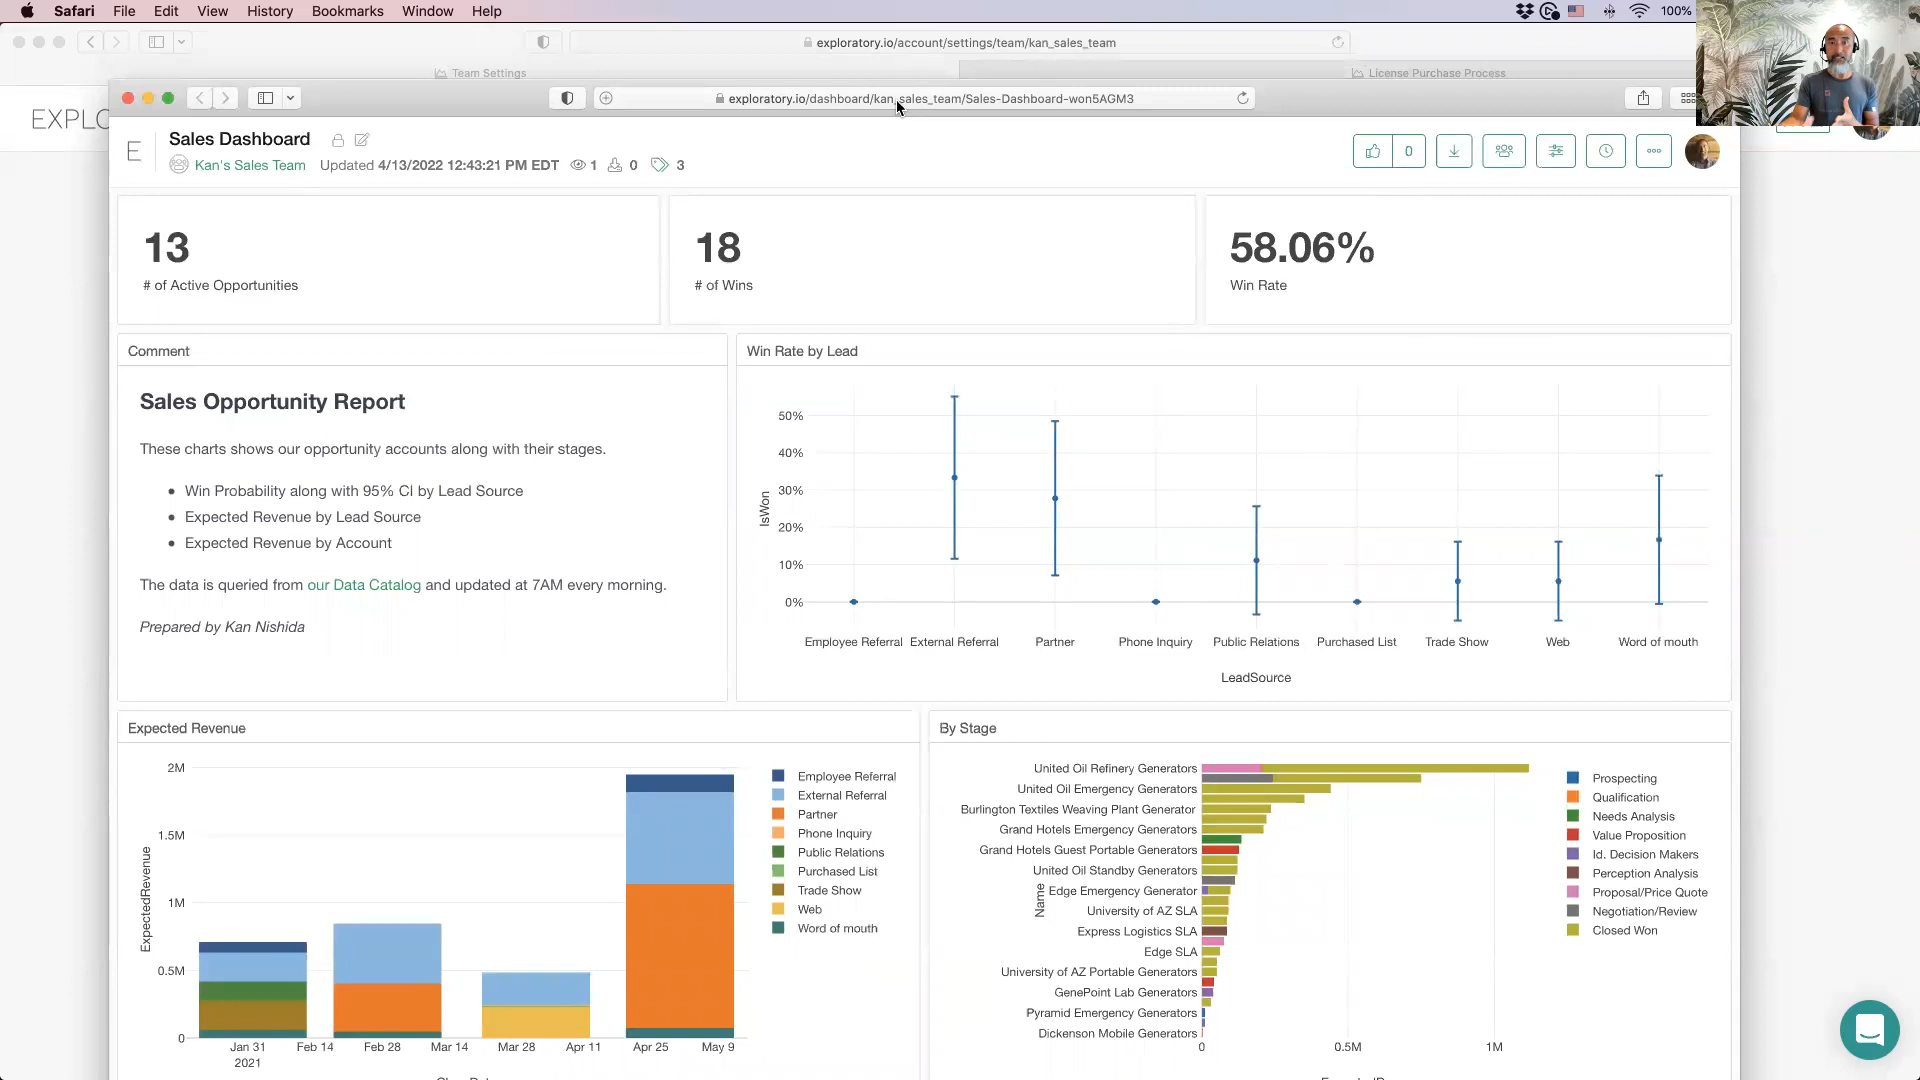 Safari File Edit View History Bookmarks Window Help 100%
exploratory.io/account/settings/team/kan_sales_team
Team Settings
License Purchase Process
EXPLO
exploratory.io/dashboard/kan_sales_team/Sales-Dashboard-won5AGM3
E
Sales Dashboard
Kan's Sales Team Updated 4/13/2022 12:43:21 PM EDT 1 0 3
0
13
# of Active Opportunities
18
# of Wins
58.06%
Win Rate
Comment
Sales Opportunity Report
These charts shows our opportunity accounts along with their stages.
• Win Probability along with 95% CI by Lead Source
• Expected Revenue by Lead Source
• Expected Revenue by Account
The data is queried from our Data Catalog and updated at 7AM every morning.
Prepared by Kan Nishida
Win Rate by Lead
50%
40%
30%
20%
10%
0%
IsWon
Employee Referral External Referral Partner Phone Inquiry Public Relations Purchased List Trade Show Web Word of mouth
LeadSource
Expected Revenue
2M
1.5M
1M
0.5M
0
ExpectedRevenue
Jan 31 Feb 14 Feb 28 Mar 14 Mar 28 Apr 11 Apr 25 May 9
2021
Employee Referral
External Referral
Partner
Phone Inquiry
Public Relations
Purchased List
Trade Show
Web
Word of mouth
By Stage
United Oil Refinery Generators
United Oil Emergency Generators
Burlington Textiles Weaving Plant Generator
Grand Hotels Emergency Generators
Grand Hotels Guest Portable Generators
United Oil Standby Generators
Edge Emergency Generator
University of AZ SLA
Express Logistics SLA
Edge SLA
University of AZ Portable Generators
GenePoint Lab Generators
Pyramid Emergency Generators
Dickenson Mobile Generators
Name
0 0.5M 1M
Prospecting
Qualification
Needs Analysis
Value Proposition
Id. Decision Makers
Perception Analysis
Proposal/Price Quote
Negotiation/Review
Closed Won